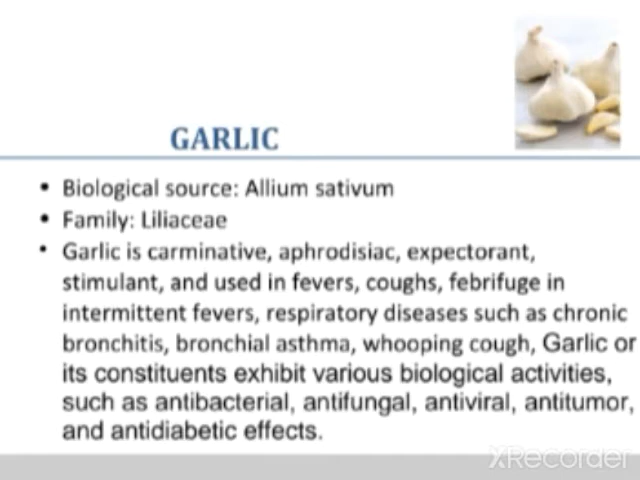 GARLIC
• Biological source: Allium sativum
• Family: Liliaceae
• Garlic is carminative, aphrodisiac, expectorant,
stimulant, and used in fevers, coughs, febrifuge in
intermittent fevers, respiratory diseases such as chronic
bronchitis, bronchial asthma, whooping cough, Garlic or
its constituents exhibit various biological activities,
such as antibacterial, antifungal, antiviral, antitumor,
and antidiabetic effects.
XRecorder